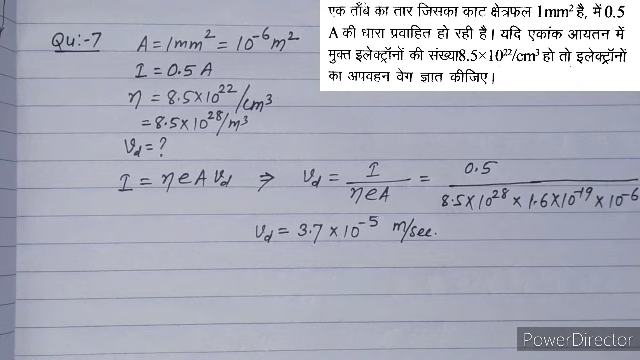 एक ताँबे का तार जिसका काट क्षेत्रफल 1mm² है, में 0.5
A की धारा प्रवाहित हो रही है। यदि एकांक आयतन में
मुक्त इलेक्ट्रॉनों की संख्या8.5×10²²/cm³ हो तो इलेक्ट्रॉनों
का अपवहन वेग ज्ञात कीजिए।
Qu:-7 A = 1mm² = 10⁻⁶ m²
I = 0.5 A
η = 8.5×10²²/cm³
= 8.5×10²⁸/m³
Vd = ?
I = ηeAVd ⇒ Vd = I/ηeA = 0.5/8.5×10²⁸ × 1.6×10⁻¹⁹ × 10⁻⁶
Vd = 3.7 × 10⁻⁵ m/sec.
PowerDirector